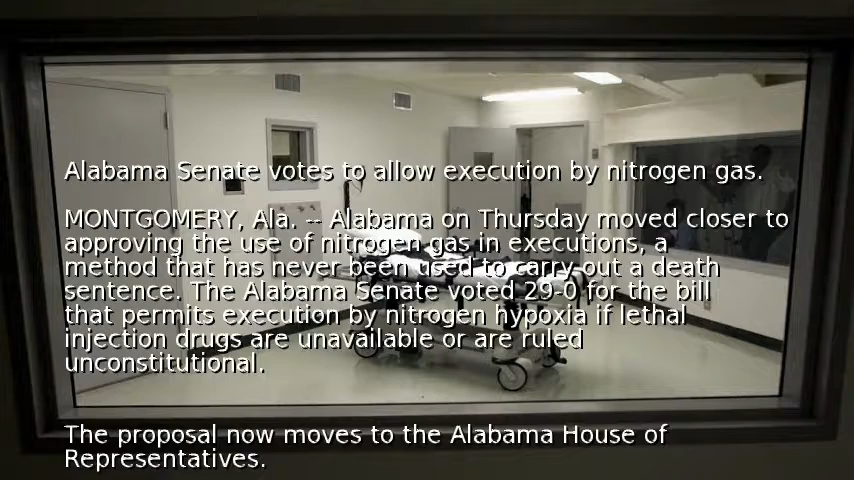 Alabama Senate votes to allow execution by nitrogen gas.
MONTGOMERY, Ala. -- Alabama on Thursday moved closer to
approving the use of nitrogen gas in executions, a
method that has never been used to carry out a death
sentence. The Alabama Senate voted 29-0 for the bill
that permits execution by nitrogen hypoxia if lethal
injection drugs are unavailable or are ruled
unconstitutional.
The proposal now moves to the Alabama House of
Representatives.